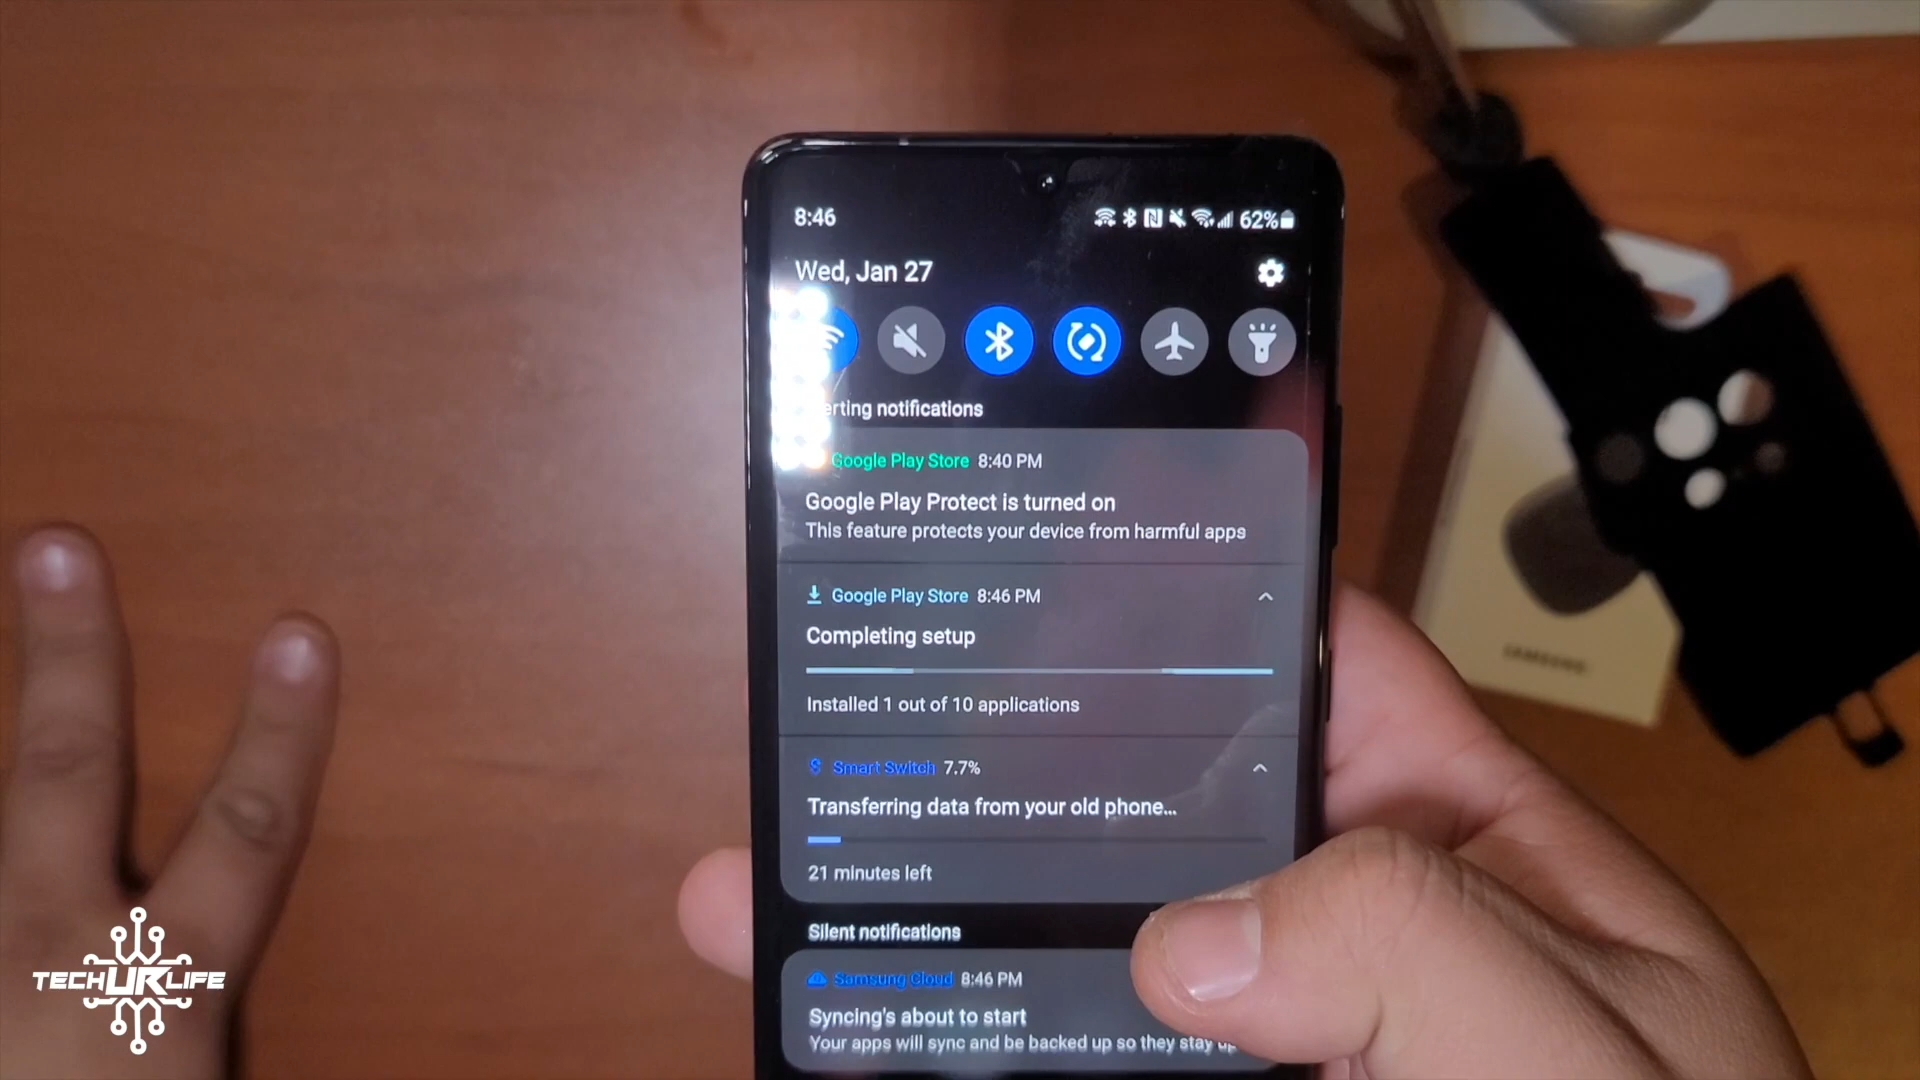 8:46
62%
Wed, Jan 27
erting notifications
Google Play Store 8:40 PM
Google Play Protect is turned on
This feature protects your device from harmful apps
Google Play Store 8:46 PM
Completing setup
Installed 1 out of 10 applications
Smart Switch 7.7%
Transferring data from your old phone...
21 minutes left
Silent notifications
Samsung Cloud 8:46 PM
Syncing's about to start
Your apps will sync and be backed up so they stay up
SAMSUNG
TECHURLIFE